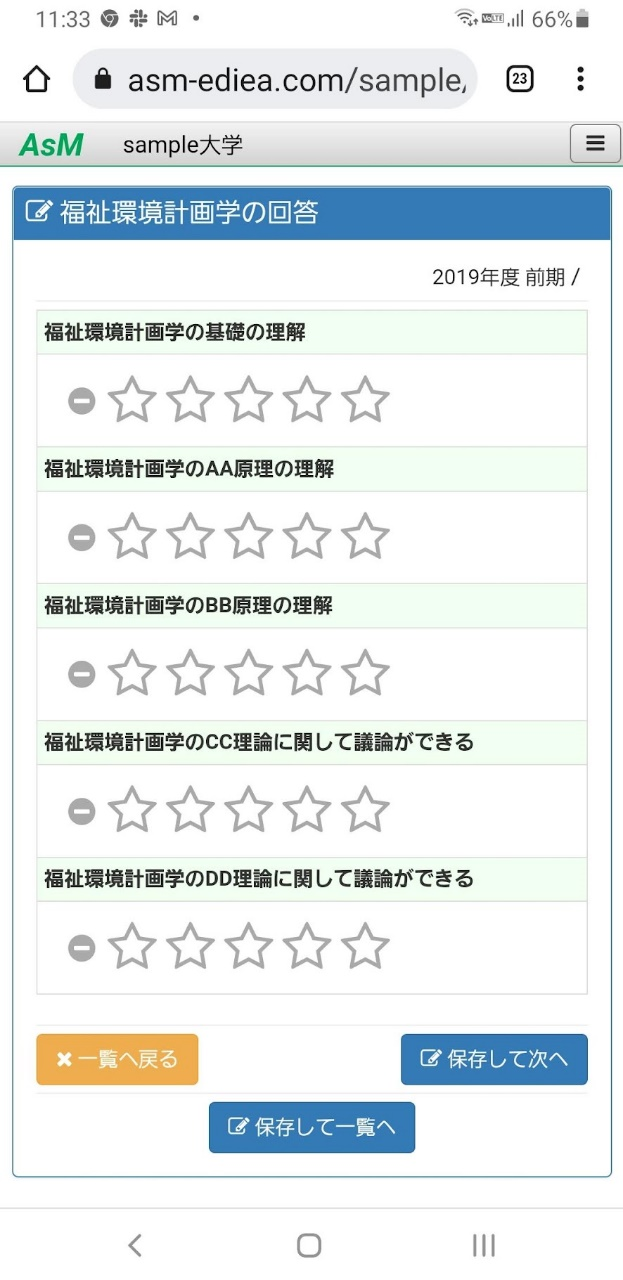 11:33
VoLTE
66%
asm-ediea.com/sample/
23
AsM
sample大学
福祉環境計画学の回答
2019年度 前期 /
福祉環境計画学の基礎の理解
福祉環境計画学のAA原理の理解
福祉環境計画学のBB原理の理解
福祉環境計画学のCC理論に関して議論ができる
福祉環境計画学のDD理論に関して議論ができる
一覧へ戻る
保存して次へ
保存して一覧へ